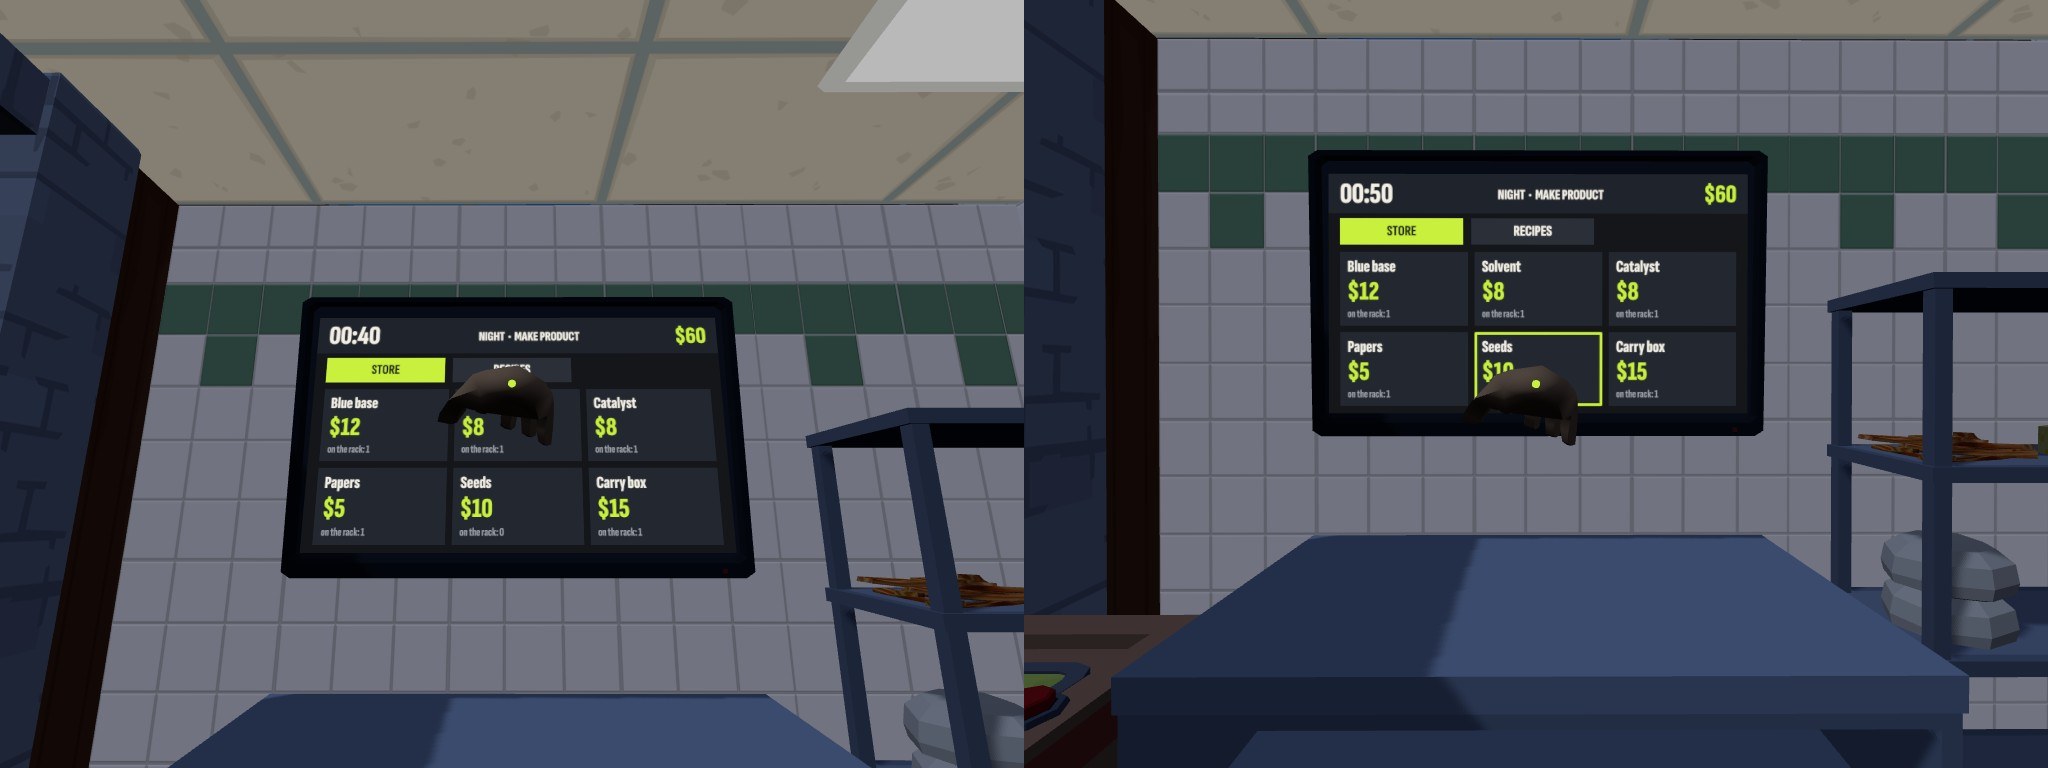 00:40 NIGHT · MAKE PRODUCT $60
STORE
Blue base Catalyst
$12 $8 $8
on the rack: 1 on the rack: 1 on the rack: 1
Papers Seeds Carry box
$5 $10 $15
on the rack: 1 on the rack: 0 on the rack: 1
00:50 NIGHT · MAKE PRODUCT $60
STORE RECIPES
Blue base Solvent Catalyst
$12 $8 $8
on the rack: 1 on the rack: 1 on the rack: 1
Papers Seeds Carry box
$5 $10 $15
on the rack: 1 on the rack: 1